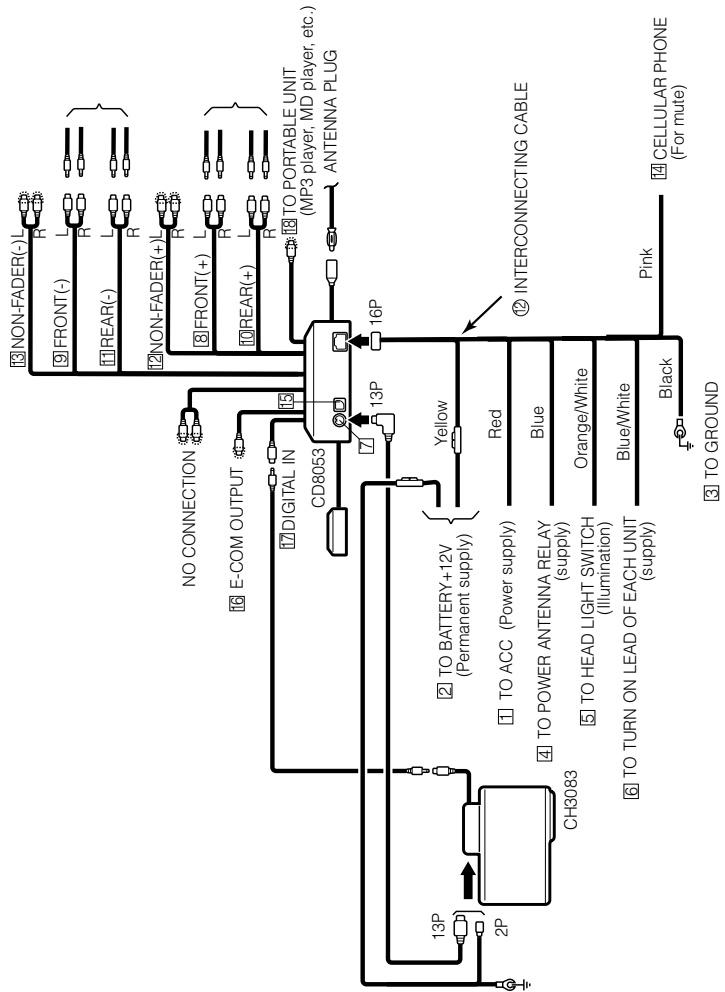 13 NON-FADER(-)
L
R
9 FRONT(-)
L
R
11 REAR(-)
L
R
12 NON-FADER(+)
L
R
8 FRONT(+)
L
R
10 REAR(+)
L
R
18 TO PORTABLE UNIT
(MP3 player, MD player, etc.)
ANTENNA PLUG
NO CONNECTION
16 E-COM OUTPUT
17 DIGITAL IN
CD8053
15
7
13P
16P
⑫ INTERCONNECTING CABLE
14 CELLULAR PHONE
(For mute)
Yellow
Red
Blue
Orange/White
Blue/White
Black
Pink
2 TO BATTERY+12V
(Permanent supply)
1 TO ACC (Power supply)
4 TO POWER ANTENNA RELAY
(supply)
5 TO HEAD LIGHT SWITCH
(Illumination)
6 TO TURN ON LEAD OF EACH UNIT
(supply)
3 TO GROUND
CH3083
13P
2P